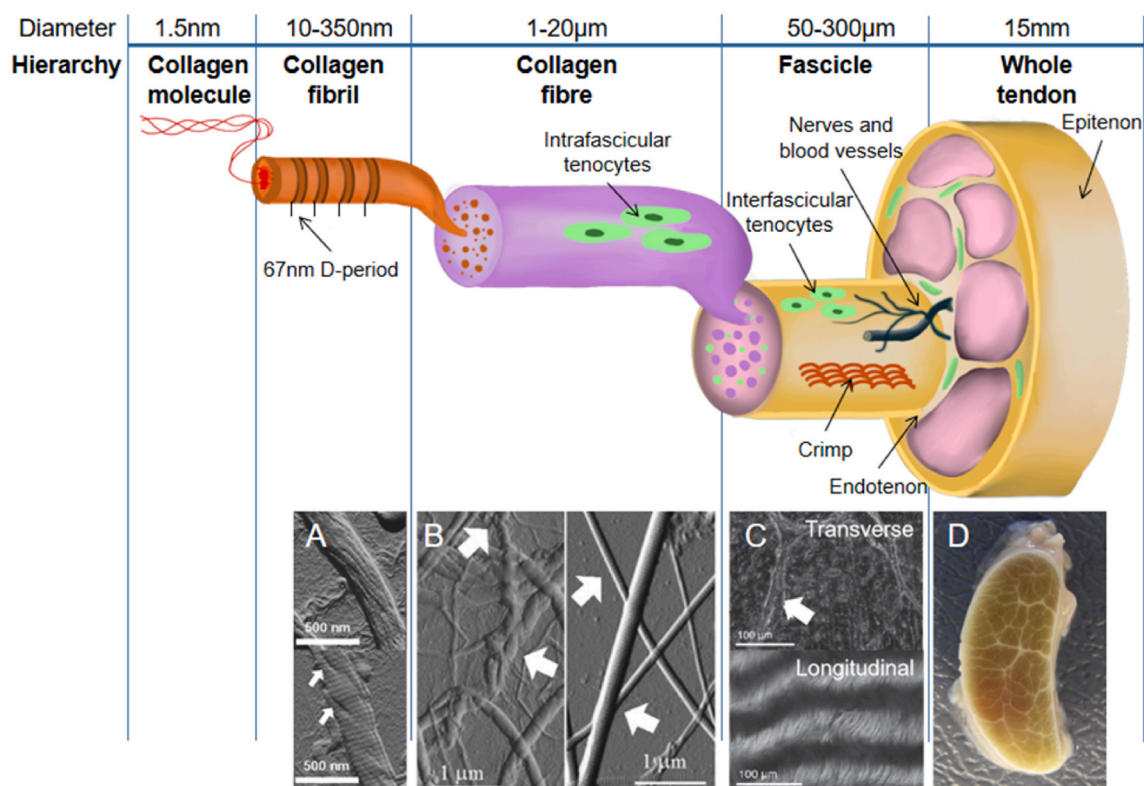 Diameter 1.5nm 10-350nm 1-20µm 50-300µm 15mm
Hierarchy Collagen Collagen Collagen Fascicle Whole
molecule fibril fibre tendon
Epitenon
Nerves and
blood vessels
Intrafascicular
tenocytes
Interfascicular
tenocytes
67nm D-period
Crimp
Endotenon
A
500 nm
500 nm
B
1 µm
1 µm
C
Transverse
100 µm
Longitudinal
100 µm
D